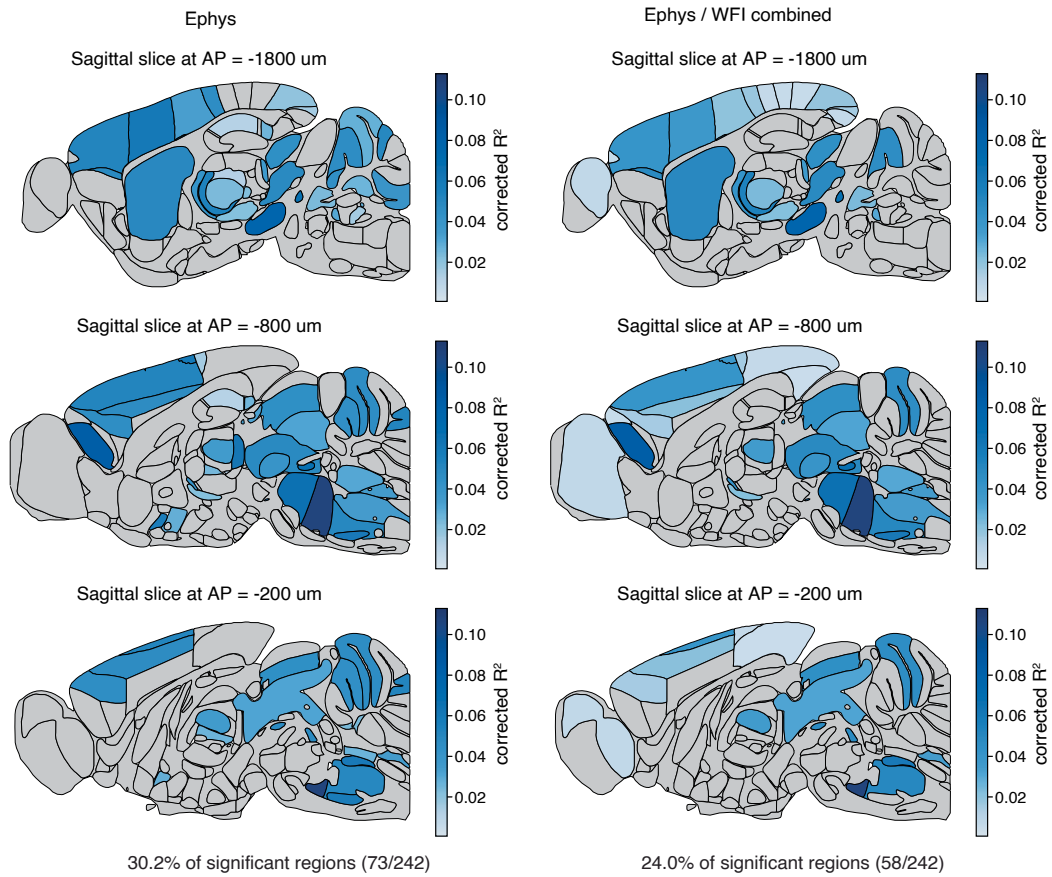 Ephys
Ephys / WFI combined
Sagittal slice at AP = -1800 um
Sagittal slice at AP = -1800 um
0.10
0.08
0.06
0.04
0.02
corrected R²
0.10
0.08
0.06
0.04
0.02
corrected R²
Sagittal slice at AP = -800 um
Sagittal slice at AP = -800 um
0.10
0.08
0.06
0.04
0.02
corrected R²
0.10
0.08
0.06
0.04
0.02
corrected R²
Sagittal slice at AP = -200 um
Sagittal slice at AP = -200 um
0.10
0.08
0.06
0.04
0.02
corrected R²
0.10
0.08
0.06
0.04
0.02
corrected R²
30.2% of significant regions (73/242)
24.0% of significant regions (58/242)